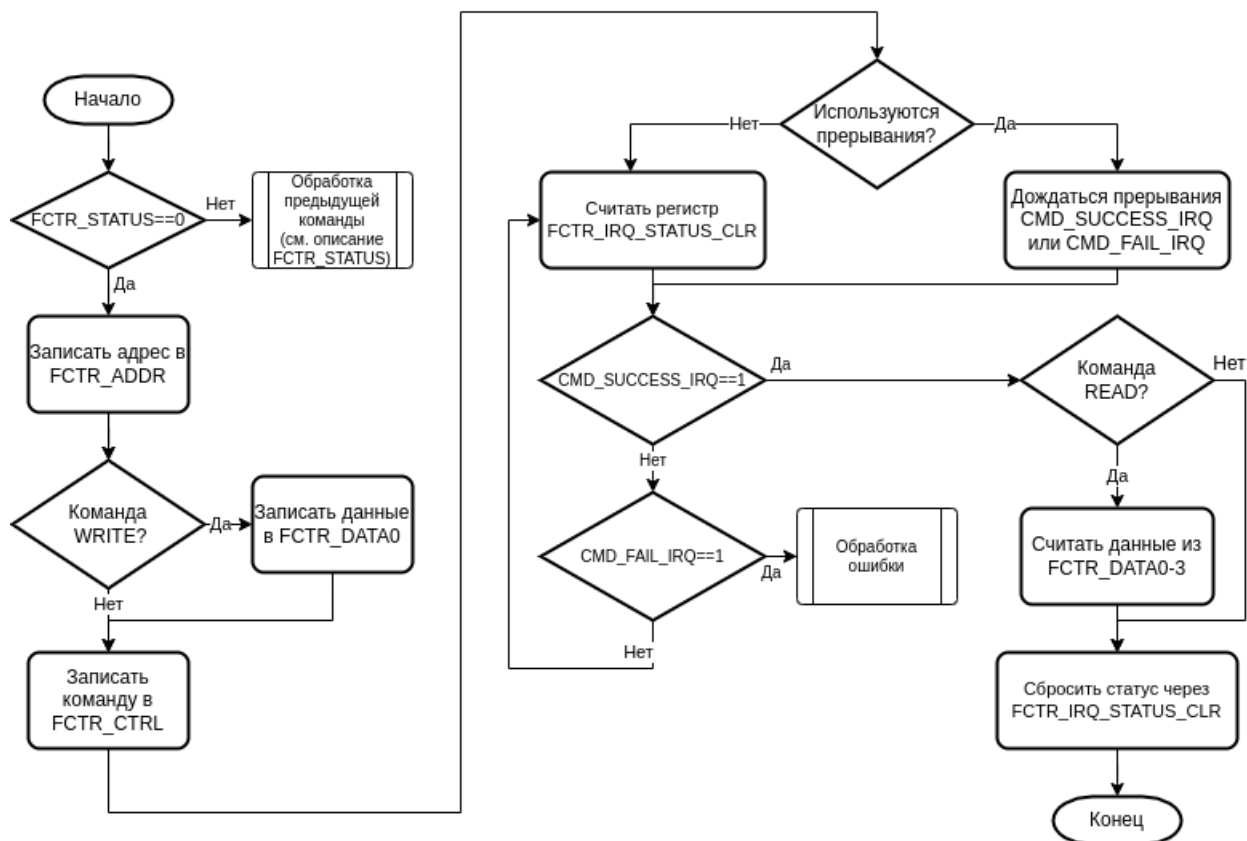 Начало
FCTR_STATUS==0
Нет
Обработка
предыдущей
команды
(см. описание
FCTR_STATUS)
Да
Записать адрес в
FCTR_ADDR
Команда
WRITE?
Да
Записать данные
в FCTR_DATA0
Нет
Записать
команду в
FCTR_CTRL
Используются
прерывания?
Нет
Да
Считать регистр
FCTR_IRQ_STATUS_CLR
Дождаться прерывания
CMD_SUCCESS_IRQ
или CMD_FAIL_IRQ
CMD_SUCCESS_IRQ==1
Да
Нет
CMD_FAIL_IRQ==1
Да
Обработка
ошибки
Нет
Команда
READ?
Нет
Да
Считать данные из
FCTR_DATA0-3
Сбросить статус через
FCTR_IRQ_STATUS_CLR
Конец